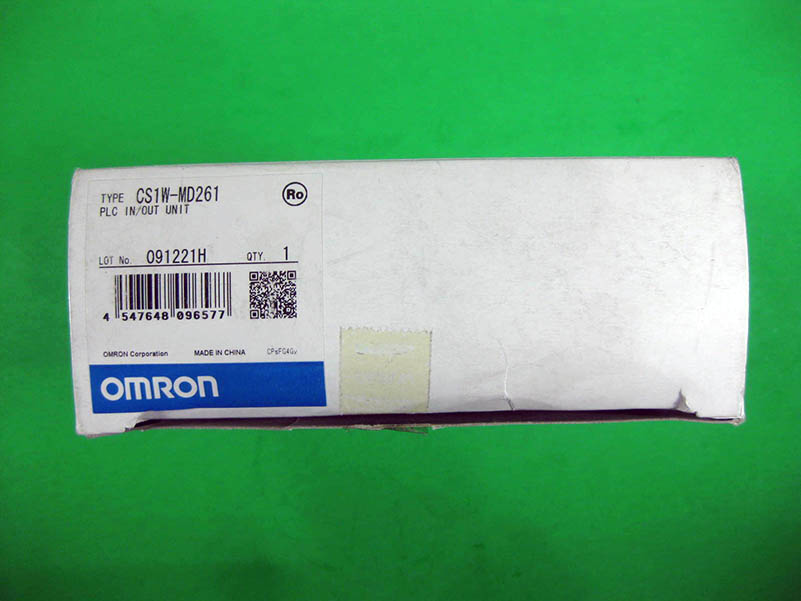 TYPE CS1W-MD261
Ro
PLC IN/OUT UNIT
LOT No. 091221H QTY. 1
4 547648 096577
OMRON Corporation MADE IN CHINA
OMRON